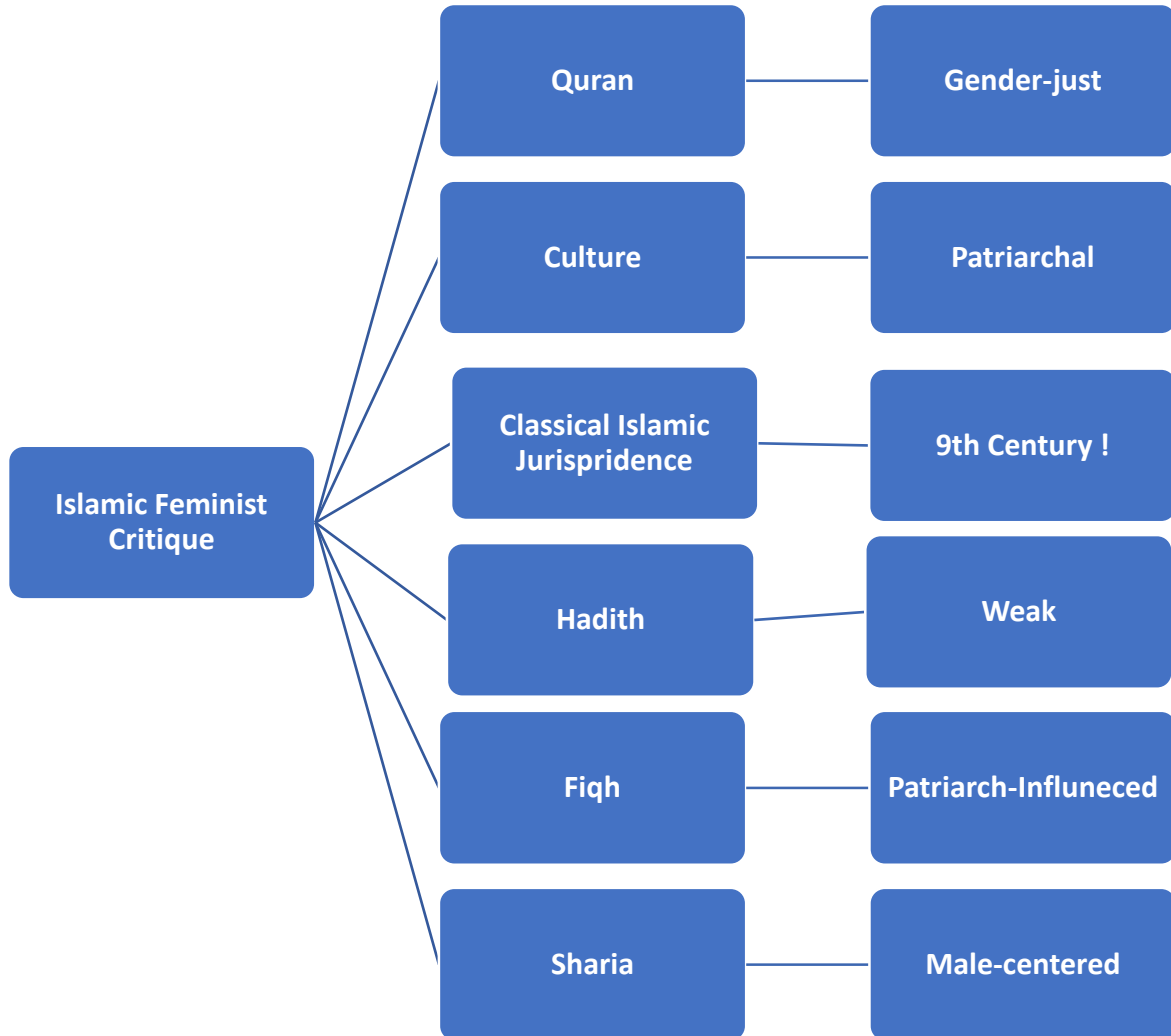 Quran
Gender-just
Culture
Patriarchal
Classical Islamic
Jurispridence
9th Century !
Islamic Feminist
Critique
Hadith
Weak
Fiqh
Patriarch-Influneced
Sharia
Male-centered